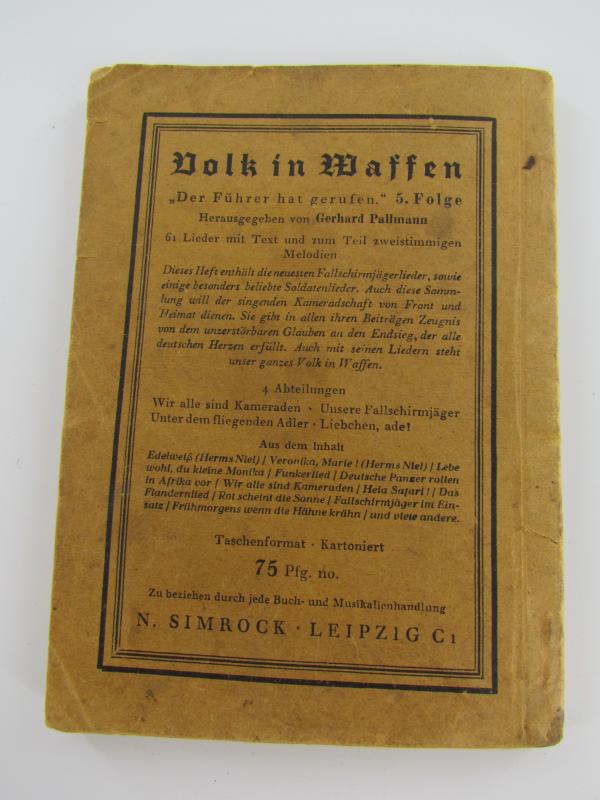 Volk in Waffen
„Der Führer hat gerufen.“ 5. Folge
Herausgegeben von Gerhard Pallmann
61 Lieder mit Text und zum Teil zweistimmigen
Melodien
Dieses Heft enthält die neuesten Fallschirmjägerlieder, sowie
einige besonders beliebte Soldatenlieder. Auch diese Samm-
lung will der singenden Kameradschaft von Front und
Heimat dienen. Sie gibt in allen ihren Beiträgen Zeugnis
von dem unzerstörbaren Glauben an den Endsieg, der alle
deutschen Herzen erfüllt. Auch mit seinen Liedern steht
unser ganzes Volk in Waffen.
4 Abteilungen
Wir alle sind Kameraden · Unsere Fallschirmjäger
Unter dem fliegenden Adler · Liebchen, ade!
Aus dem Inhalt
Edelweiß (Herms Niel) / Veronika, Marie! (Herms Niel) / Lebe
wohl, du kleine Monika / Funkerlied / Deutsche Panzer rollen
in Afrika vor / Wir alle sind Kameraden / Heia Safari! / Das
Flandernlied / Rot scheint die Sonne / Fallschirmjäger im Ein-
satz / Frühmorgens wenn die Hähne krähn / und viele andere.
Taschenformat · Kartoniert
75 Pfg. no.
Zu beziehen durch jede Buch- und Musikalienhandlung
N. SIMROCK · LEIPZIG C1